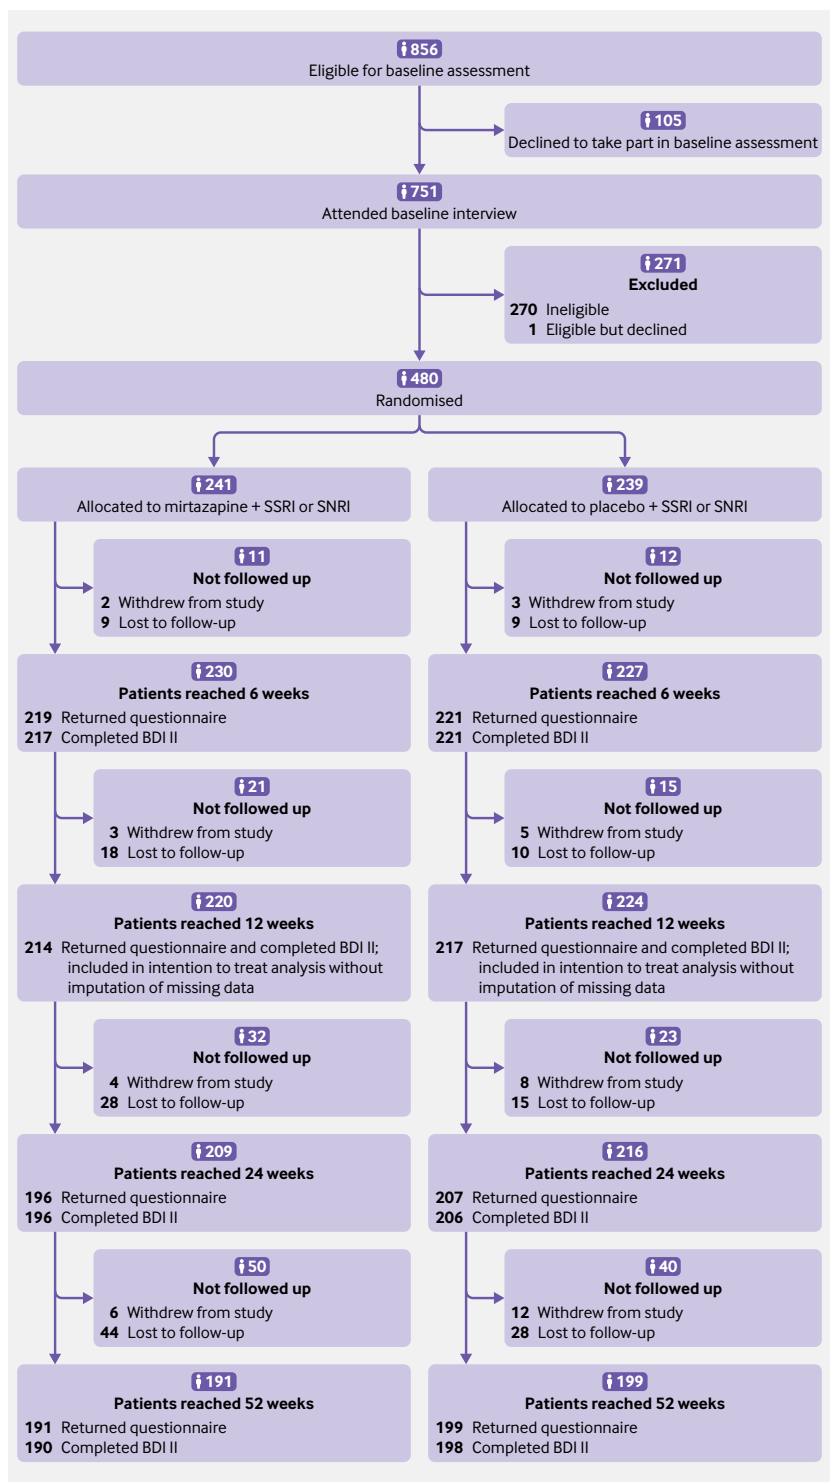 856
Eligible for baseline assessment
105
Declined to take part in baseline assessment
751
Attended baseline interview
271
Excluded
270 Ineligible
1 Eligible but declined
480
Randomised
241
Allocated to mirtazapine + SSRI or SNRI
239
Allocated to placebo + SSRI or SNRI
11
Not followed up
2 Withdrew from study
9 Lost to follow-up
12
Not followed up
3 Withdrew from study
9 Lost to follow-up
230
Patients reached 6 weeks
219 Returned questionnaire
217 Completed BDI II
227
Patients reached 6 weeks
221 Returned questionnaire
221 Completed BDI II
21
Not followed up
3 Withdrew from study
18 Lost to follow-up
15
Not followed up
5 Withdrew from study
10 Lost to follow-up
220
Patients reached 12 weeks
214 Returned questionnaire and completed BDI II;
included in intention to treat analysis without
imputation of missing data
224
Patients reached 12 weeks
217 Returned questionnaire and completed BDI II;
included in intention to treat analysis without
imputation of missing data
32
Not followed up
4 Withdrew from study
28 Lost to follow-up
23
Not followed up
8 Withdrew from study
15 Lost to follow-up
209
Patients reached 24 weeks
196 Returned questionnaire
196 Completed BDI II
216
Patients reached 24 weeks
207 Returned questionnaire
206 Completed BDI II
50
Not followed up
6 Withdrew from study
44 Lost to follow-up
40
Not followed up
12 Withdrew from study
28 Lost to follow-up
191
Patients reached 52 weeks
191 Returned questionnaire
190 Completed BDI II
199
Patients reached 52 weeks
199 Returned questionnaire
198 Completed BDI II